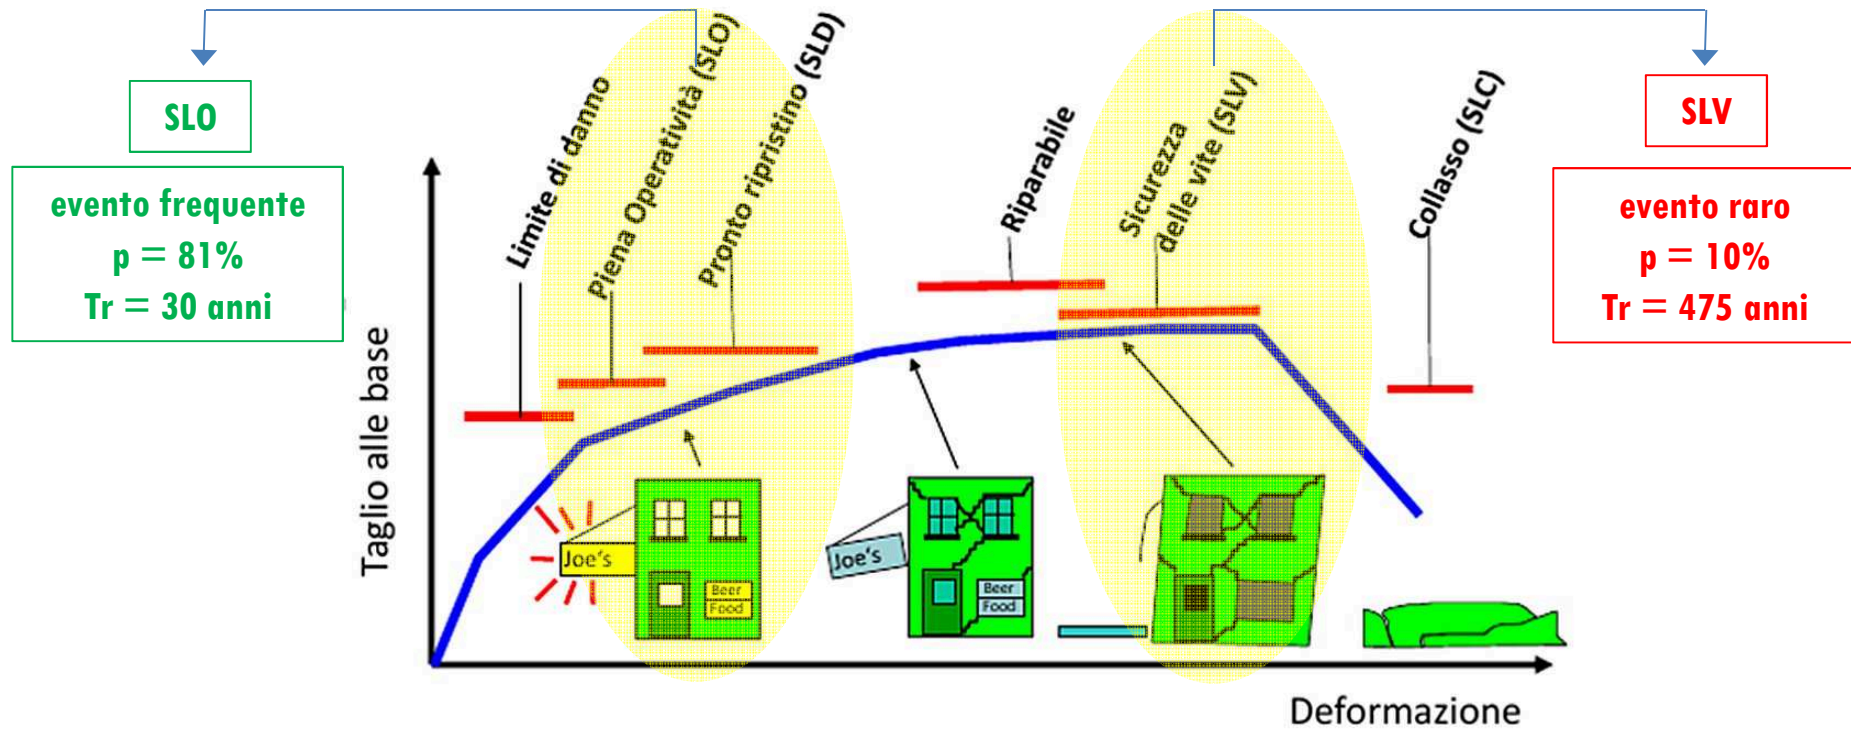 SLO
evento frequente
p = 81%
Tr = 30 anni
Limite di danno
Piena Operatività (SLO)
Pronto ripristino (SLD)
Riparabile
Sicurezza
delle vite (SLV)
Collasso (SLC)
SLV
evento raro
p = 10%
Tr = 475 anni
Taglio alle base
Joe's
Beer
Food
Joe's
Beer
Food
Deformazione